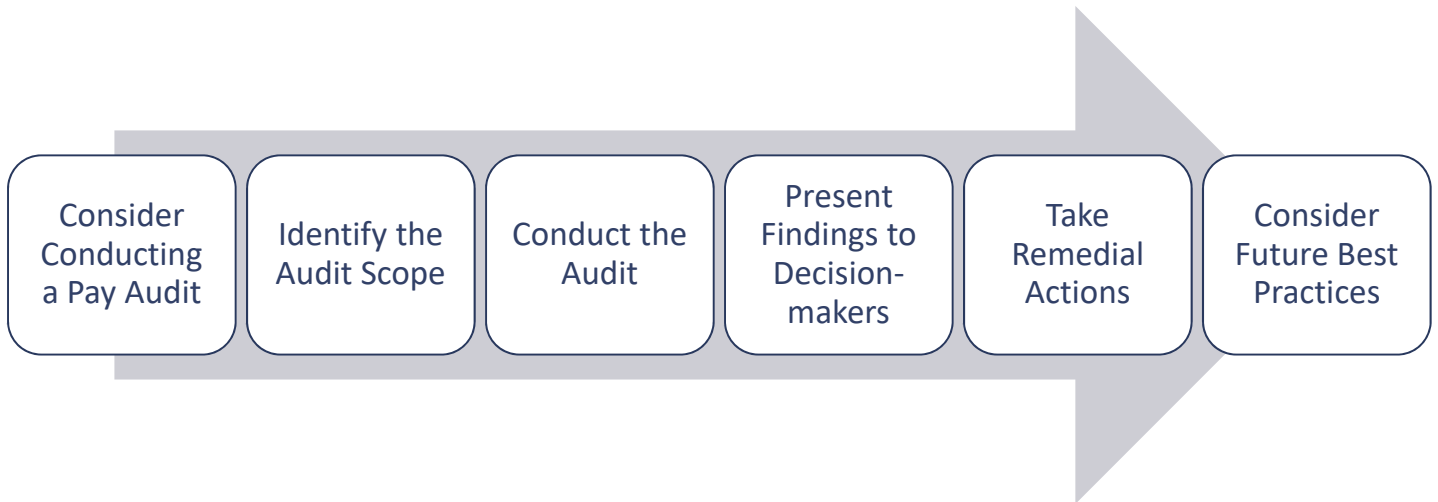 Consider
Conducting
a Pay Audit
Identify the
Audit Scope
Conduct the
Audit
Present
Findings to
Decision-
makers
Take
Remedial
Actions
Consider
Future Best
Practices